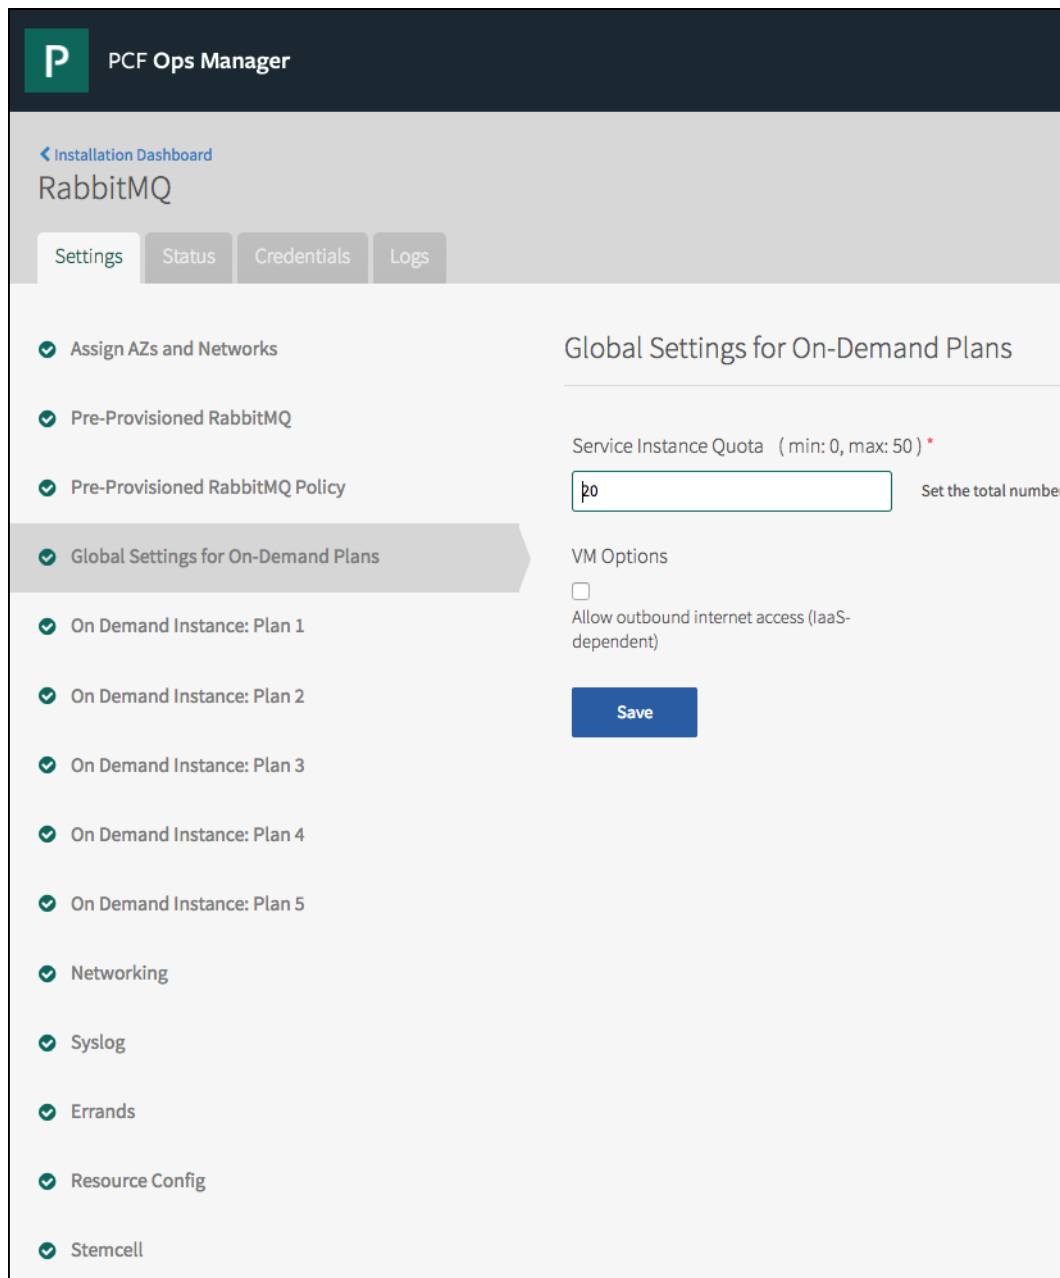 P
PCF Ops Manager
Installation Dashboard
RabbitMQ
Settings
Status
Credentials
Logs
Assign AZs and Networks
Pre-Provisioned RabbitMQ
Pre-Provisioned RabbitMQ Policy
Global Settings for On-Demand Plans
On Demand Instance: Plan 1
On Demand Instance: Plan 2
On Demand Instance: Plan 3
On Demand Instance: Plan 4
On Demand Instance: Plan 5
Networking
Syslog
Errands
Resource Config
Stemcell
Global Settings for On-Demand Plans
Service Instance Quota ( min: 0, max: 50 ) *
20
Set the total number
VM Options
Allow outbound internet access (IaaS-
dependent)
Save